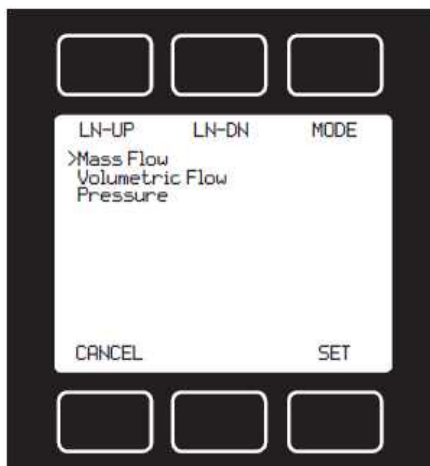 LN-UP LN-DN MODE
>Mass Flow
Volumetric Flow
Pressure
CANCEL SET